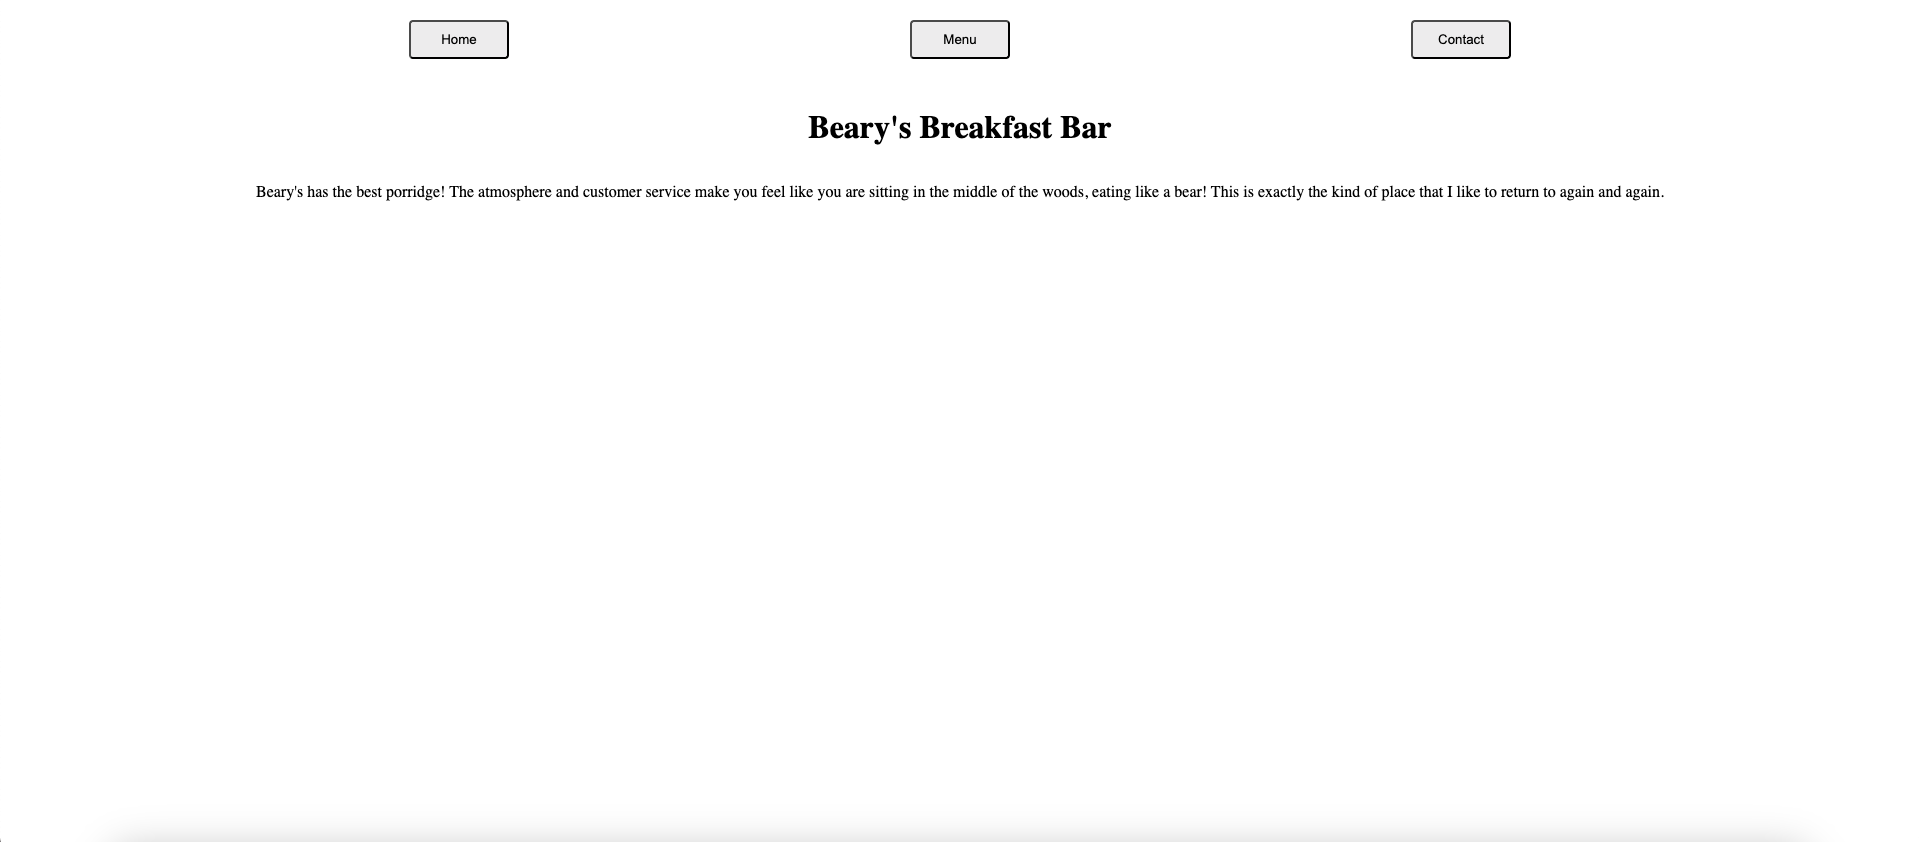 Home Menu Contact
Beary's Breakfast Bar
Beary's has the best porridge! The atmosphere and customer service make you feel like you are sitting in the middle of the woods, eating like a bear! This is exactly the kind of place that I like to return to again and again.